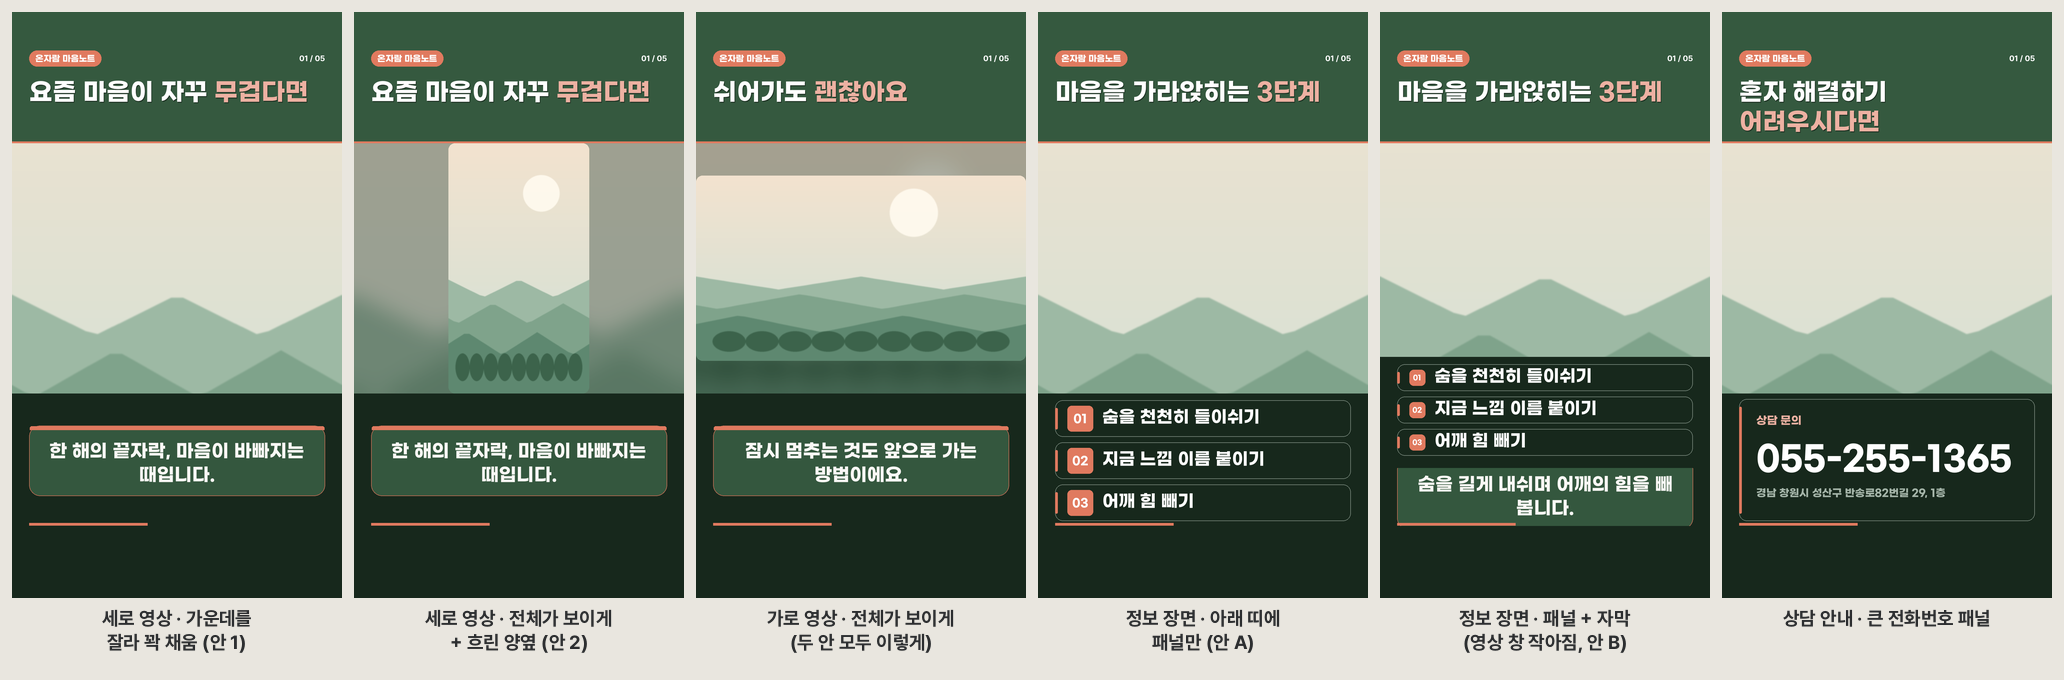 온자람 마음노트
01 / 05
요즘 마음이 자꾸 무겁다면
한 해의 끝자락, 마음이 바빠지는
때입니다.
세로 영상 · 가운데를
잘라 꽉 채움 (안 1)
온자람 마음노트
01 / 05
요즘 마음이 자꾸 무겁다면
한 해의 끝자락, 마음이 바빠지는
때입니다.
세로 영상 · 전체가 보이게
+ 흐린 양옆 (안 2)
온자람 마음노트
01 / 05
쉬어가도 괜찮아요
잠시 멈추는 것도 앞으로 가는
방법이에요.
가로 영상 · 전체가 보이게
(두 안 모두 이렇게)
온자람 마음노트
01 / 05
마음을 가라앉히는 3단계
01 숨을 천천히 들이쉬기
02 지금 느낌 이름 붙이기
03 어깨 힘 빼기
정보 장면 · 아래 띠에
패널만 (안 A)
온자람 마음노트
01 / 05
마음을 가라앉히는 3단계
01 숨을 천천히 들이쉬기
02 지금 느낌 이름 붙이기
03 어깨 힘 빼기
숨을 길게 내쉬며 어깨의 힘을 빼
봅니다.
정보 장면 · 패널 + 자막
(영상 창 작아짐, 안 B)
온자람 마음노트
01 / 05
혼자 해결하기
어려우시다면
상담 문의
055-255-1365
경남 창원시 성산구 반송로82번길 29, 1층
상담 안내 · 큰 전화번호 패널